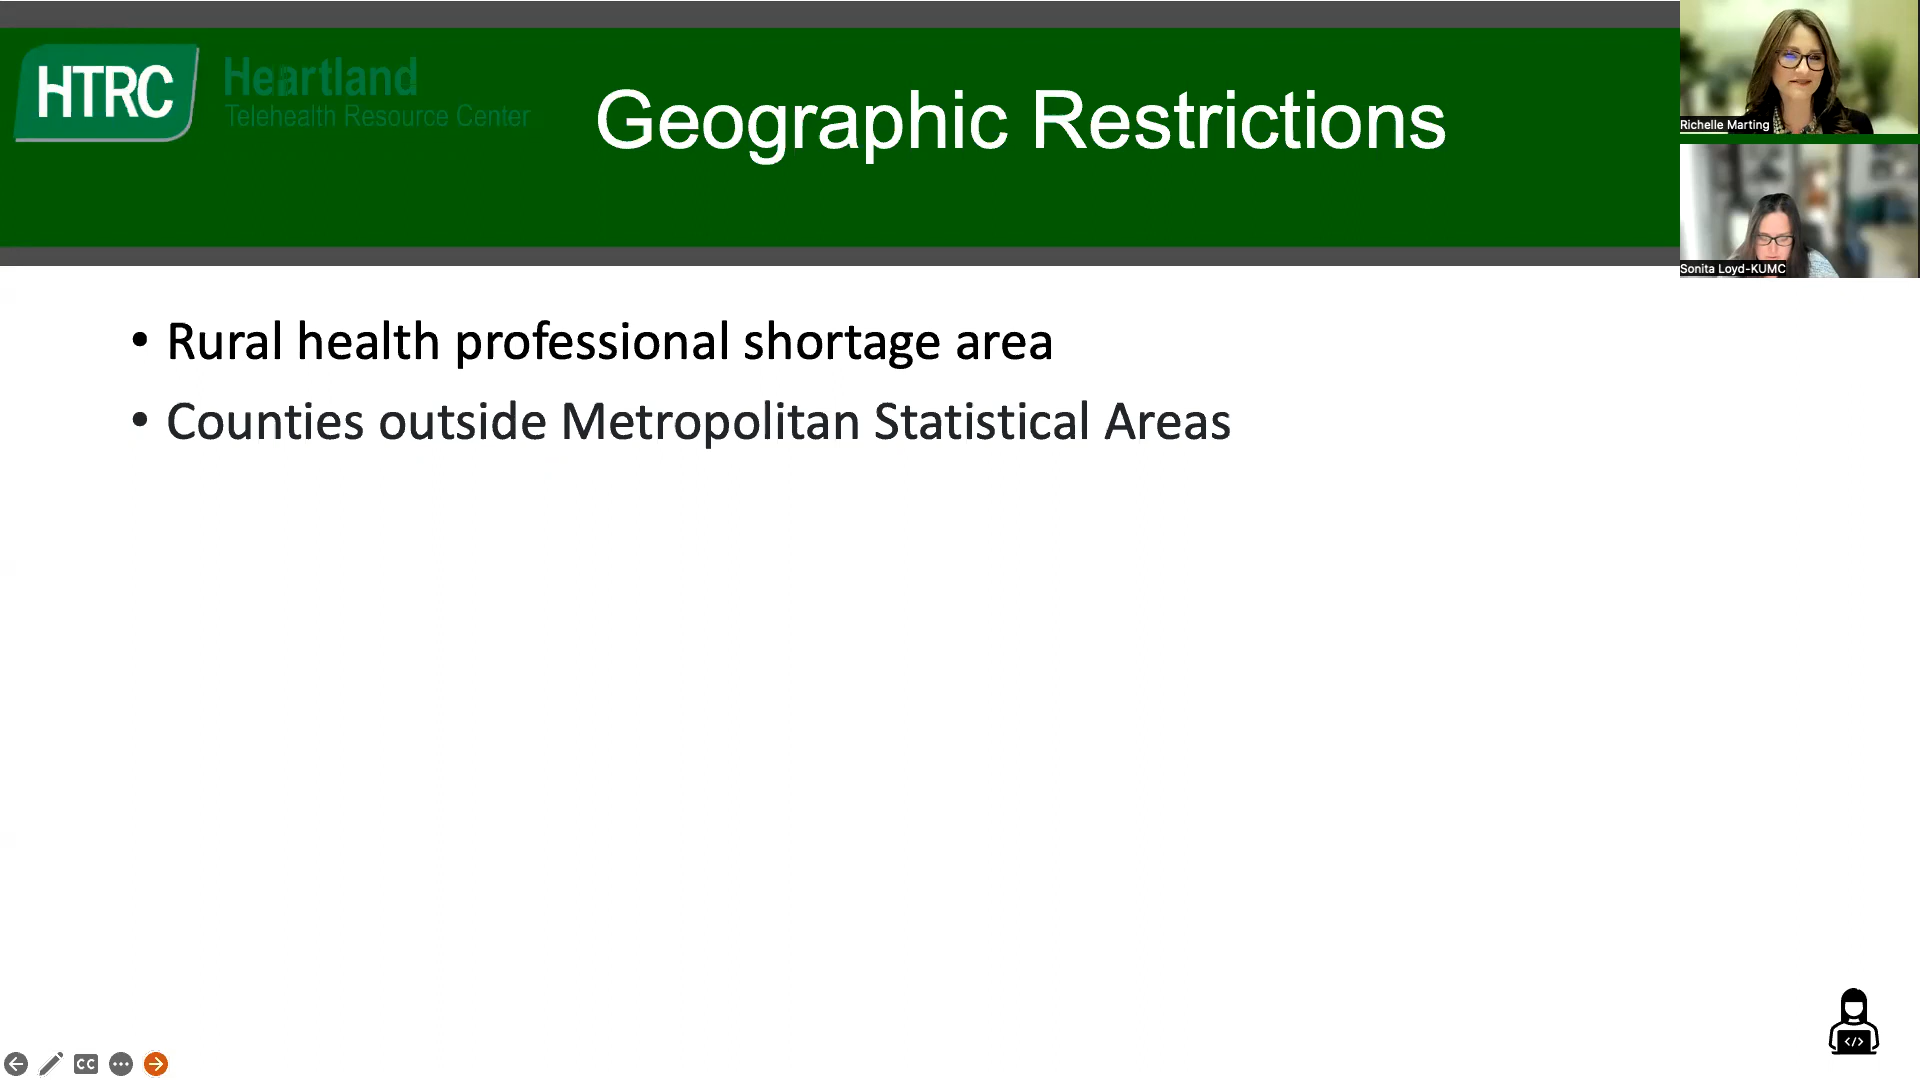 HTRC
Heartland
Telehealth Resource Center
Geographic Restrictions
Richelle Marting
Sonita Loyd-KUMC
• Rural health professional shortage area
• Counties outside Metropolitan Statistical Areas
</>
CC